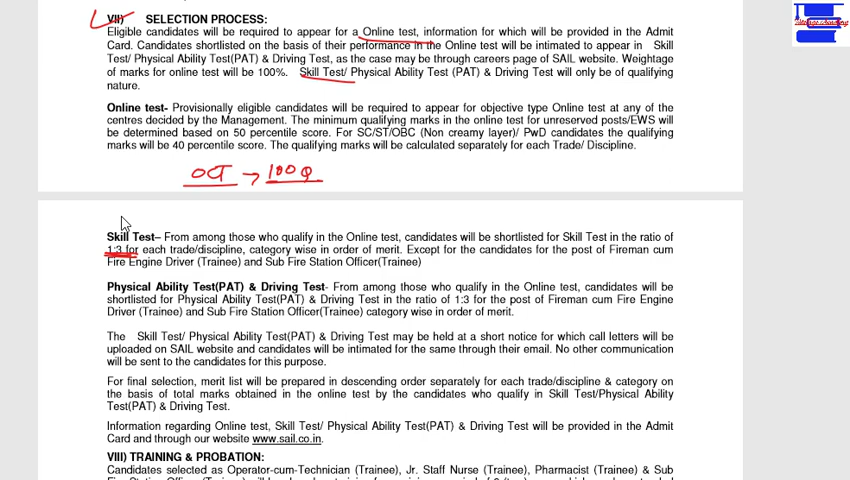 VII) SELECTION PROCESS:
Eligible candidates will be required to appear for a Online test, information for which will be provided in the Admit
Card. Candidates shortlisted on the basis of their performance in the Online test will be intimated to appear in Skill
Test/ Physical Ability Test(PAT) & Driving Test, as the case may be through careers page of SAIL website. Weightage
of marks for online test will be 100%. Skill Test/ Physical Ability Test (PAT) & Driving Test will only be of qualifying
nature.
Online test- Provisionally eligible candidates will be required to appear for objective type Online test at any of the
centres decided by the Management. The minimum qualifying marks in the online test for unreserved posts/EWS will
be determined based on 50 percentile score. For SC/ST/OBC (Non creamy layer)/ PwD candidates the qualifying
marks will be 40 percentile score. The qualifying marks will be calculated separately for each Trade/ Discipline.
OCT → 100 Q
Skill Test– From among those who qualify in the Online test, candidates will be shortlisted for Skill Test in the ratio of
1:3 for each trade/discipline, category wise in order of merit. Except for the candidates for the post of Fireman cum
Fire Engine Driver (Trainee) and Sub Fire Station Officer(Trainee)
Physical Ability Test(PAT) & Driving Test- From among those who qualify in the Online test, candidates will be
shortlisted for Physical Ability Test(PAT) & Driving Test in the ratio of 1:3 for the post of Fireman cum Fire Engine
Driver (Trainee) and Sub Fire Station Officer(Trainee) category wise in order of merit.
The Skill Test/ Physical Ability Test(PAT) & Driving Test may be held at a short notice for which call letters will be
uploaded on SAIL website and candidates will be intimated for the same through their email. No other communication
will be sent to the candidates for this purpose.
For final selection, merit list will be prepared in descending order separately for each trade/discipline & category on
the basis of total marks obtained in the online test by the candidates who qualify in Skill Test/Physical Ability
Test(PAT) & Driving Test.
Information regarding Online test, Skill Test/ Physical Ability Test(PAT) & Driving Test will be provided in the Admit
Card and through our website www.sail.co.in.
VIII) TRAINING & PROBATION:
Candidates selected as Operator-cum-Technician (Trainee), Jr. Staff Nurse (Trainee), Pharmacist (Trainee) & Sub